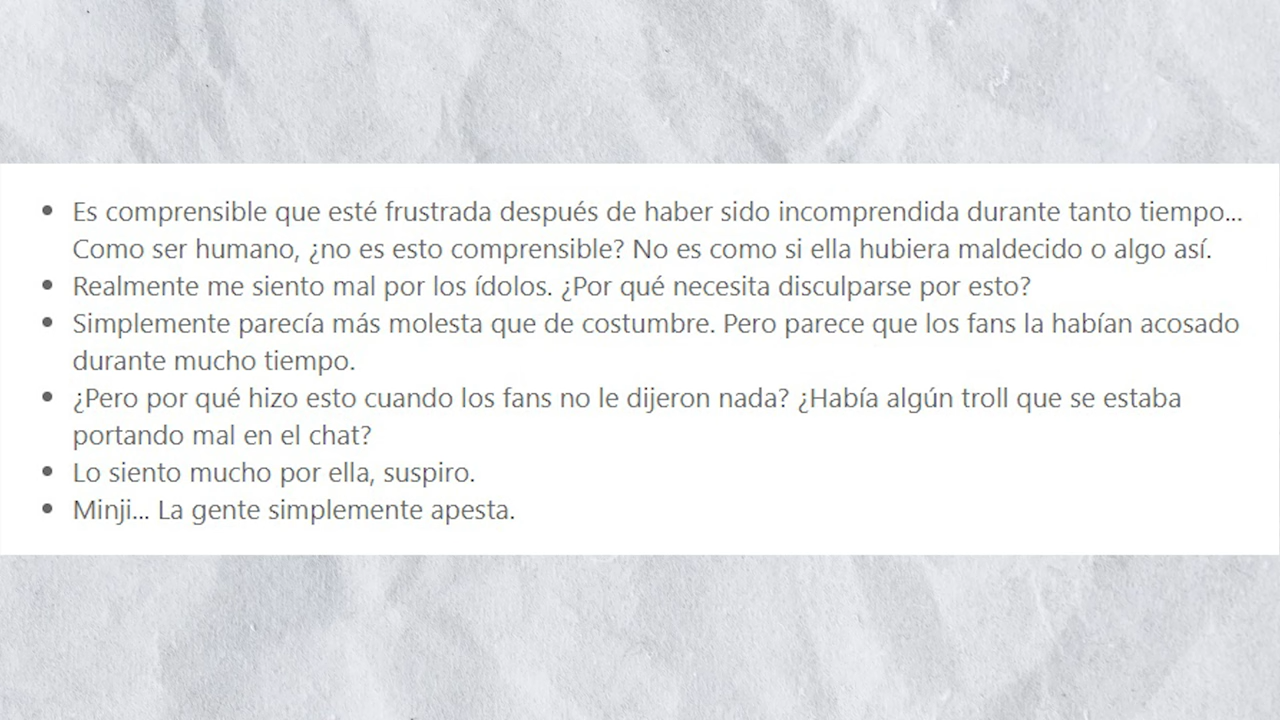 • Es comprensible que esté frustrada después de haber sido incomprendida durante tanto tiempo...
Como ser humano, ¿no es esto comprensible? No es como si ella hubiera maldecido o algo así.
• Realmente me siento mal por los ídolos. ¿Por qué necesita disculparse por esto?
• Simplemente parecía más molesta que de costumbre. Pero parece que los fans la habían acosado
durante mucho tiempo.
• ¿Pero por qué hizo esto cuando los fans no le dijeron nada? ¿Había algún troll que se estaba
portando mal en el chat?
• Lo siento mucho por ella, suspiro.
• Minji... La gente simplemente apesta.